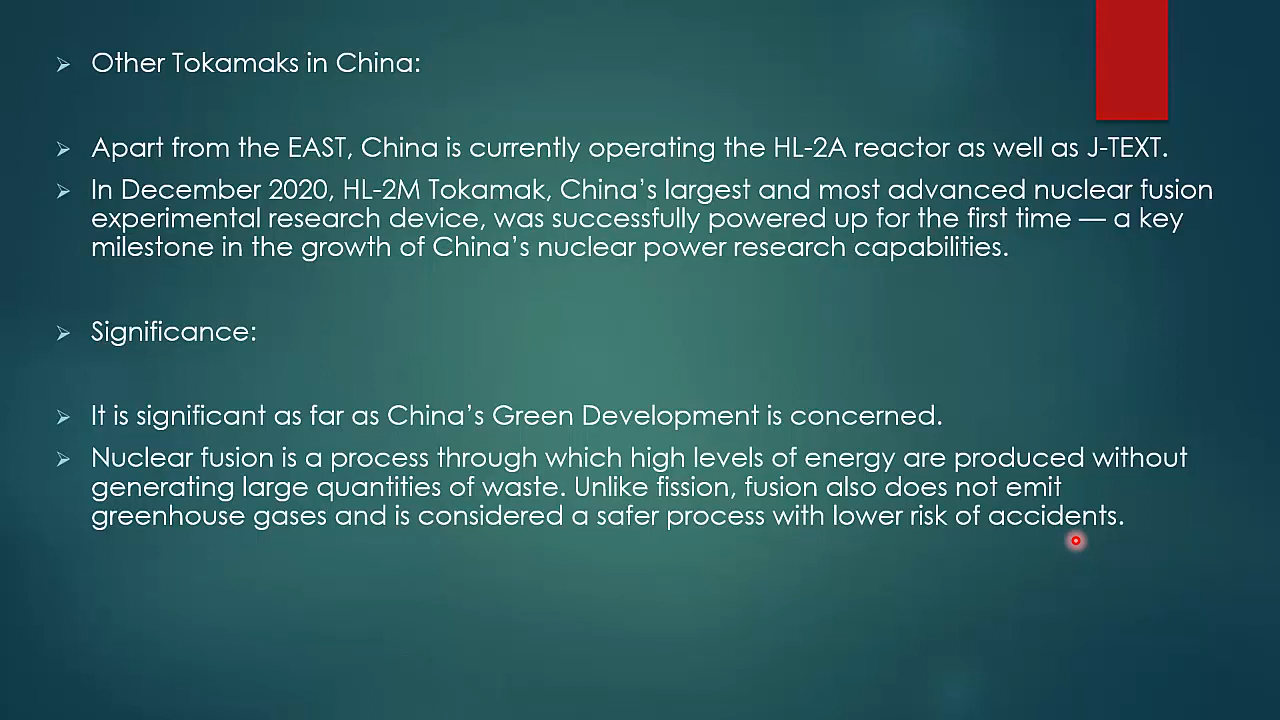 Other Tokamaks in China:
Apart from the EAST, China is currently operating the HL-2A reactor as well as J-TEXT.
In December 2020, HL-2M Tokamak, China’s largest and most advanced nuclear fusion
experimental research device, was successfully powered up for the first time — a key
milestone in the growth of China’s nuclear power research capabilities.
Significance:
It is significant as far as China’s Green Development is concerned.
Nuclear fusion is a process through which high levels of energy are produced without
generating large quantities of waste. Unlike fission, fusion also does not emit
greenhouse gases and is considered a safer process with lower risk of accidents.